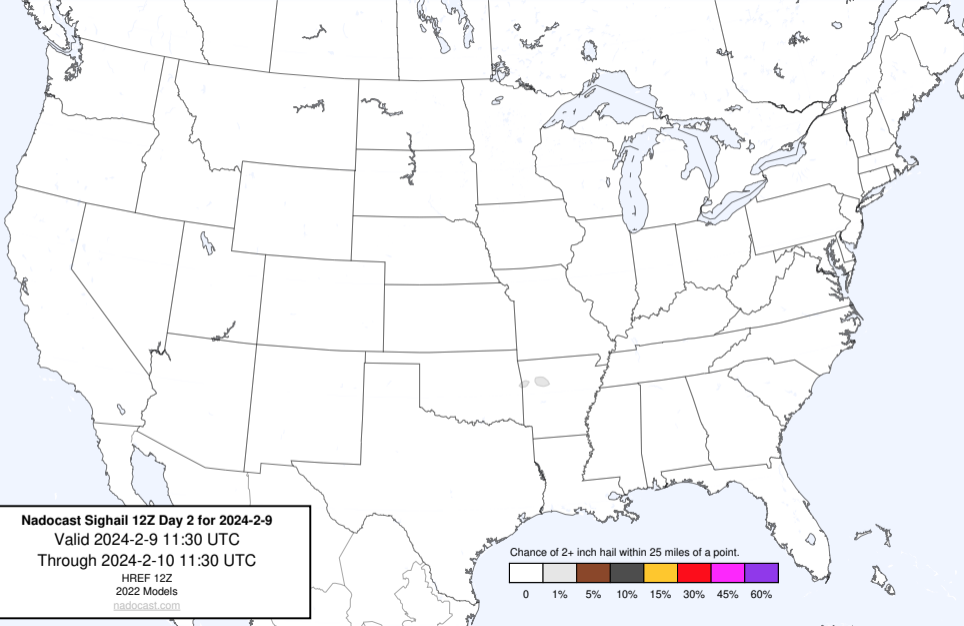 Nadocast Sighail 12Z Day 2 for 2024-2-9
Valid 2024-2-9 11:30 UTC
Through 2024-2-10 11:30 UTC
HREF 12Z
2022 Models
nadocast.com
Chance of 2+ inch hail within 25 miles of a point.
0 1% 5% 10% 15% 30% 45% 60%